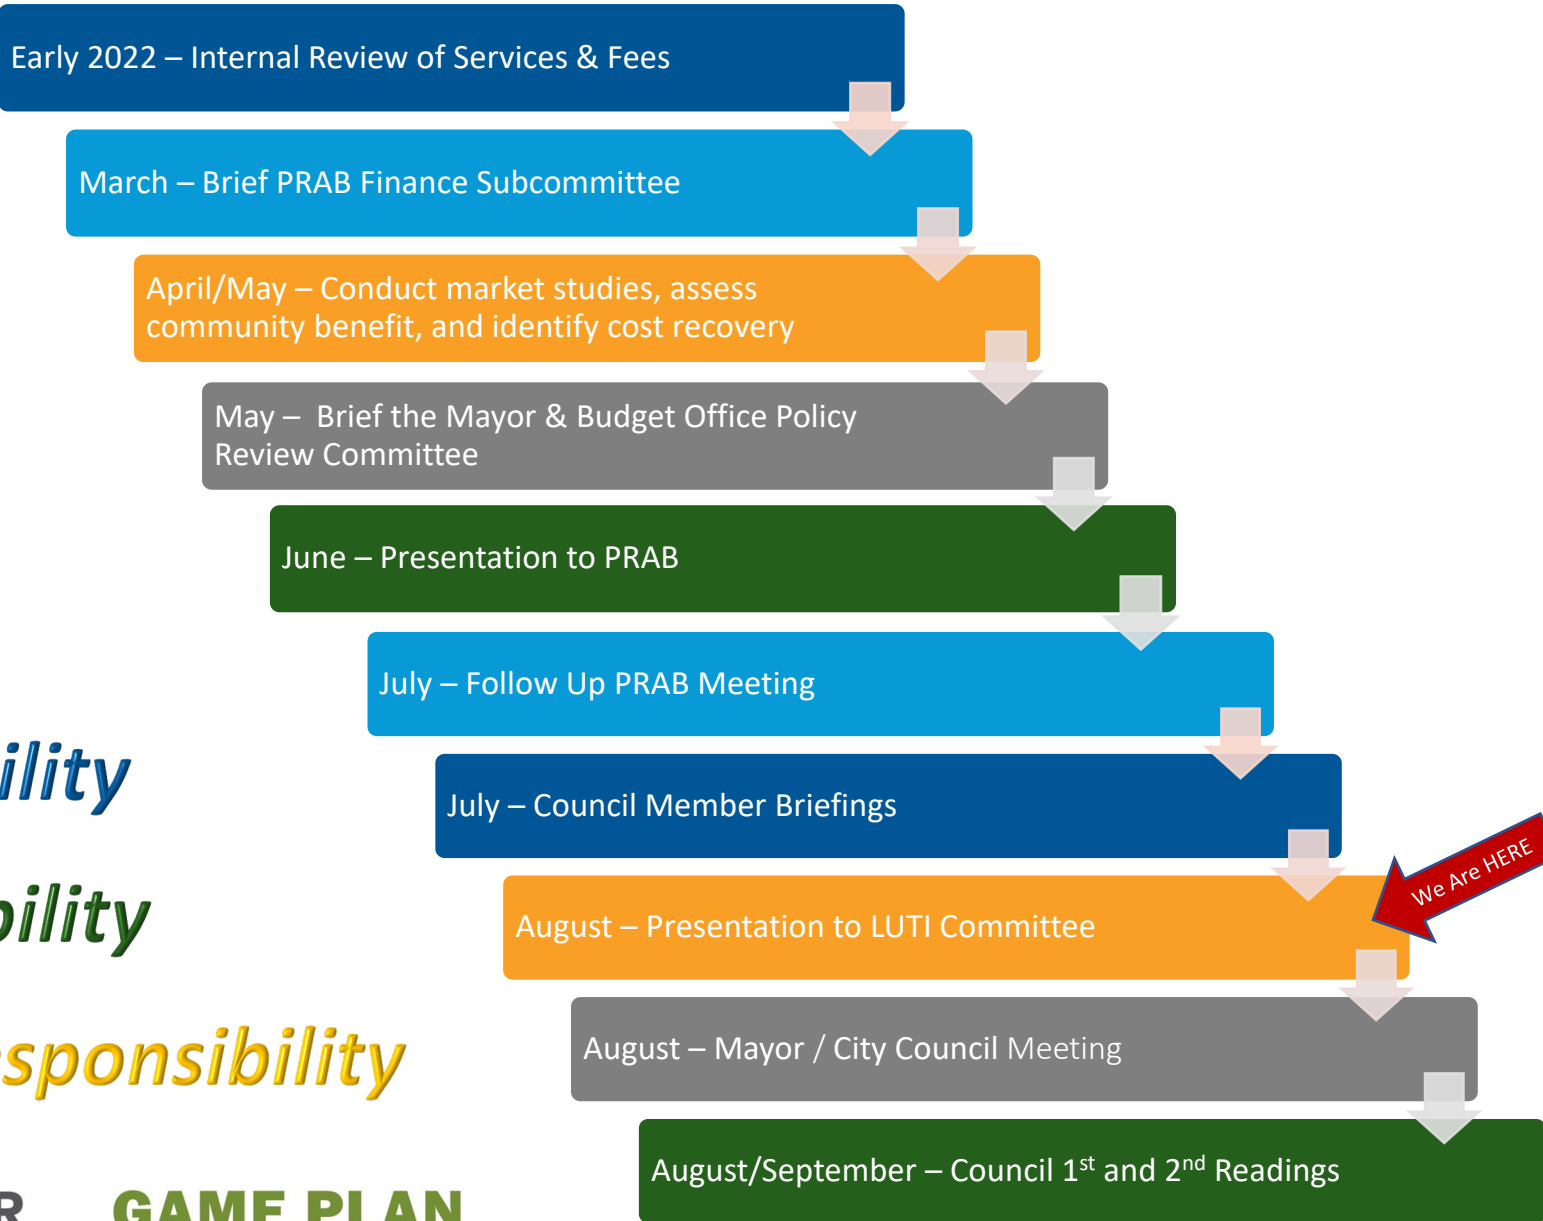 Early 2022 – Internal Review of Services & Fees
March – Brief PRAB Finance Subcommittee
April/May – Conduct market studies, assess
community benefit, and identify cost recovery
May –  Brief the Mayor & Budget Office Policy
Review Committee
June – Presentation to PRAB
July – Follow Up PRAB Meeting
July – Council Member Briefings
We Are HERE
August – Presentation to LUTI Committee
August – Mayor / City Council Meeting
August/September – Council 1st and 2nd Readings
GAME PLAN